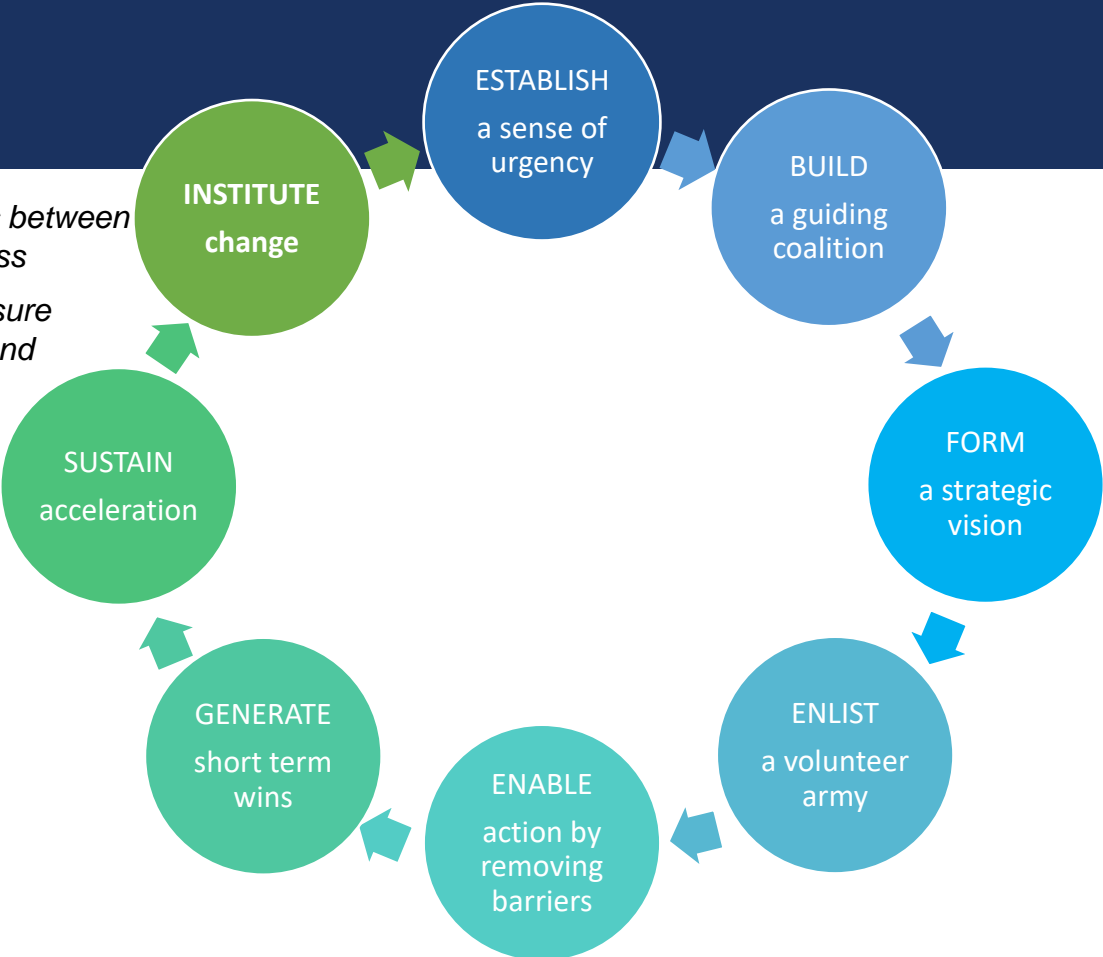 ESTABLISH
a sense of
urgency
BUILD
a guiding
coalition
FORM
a strategic
vision
ENLIST
a volunteer
army
ENABLE
action by
removing
barriers
GENERATE
short term
wins
SUSTAIN
acceleration
INSTITUTE
change
between